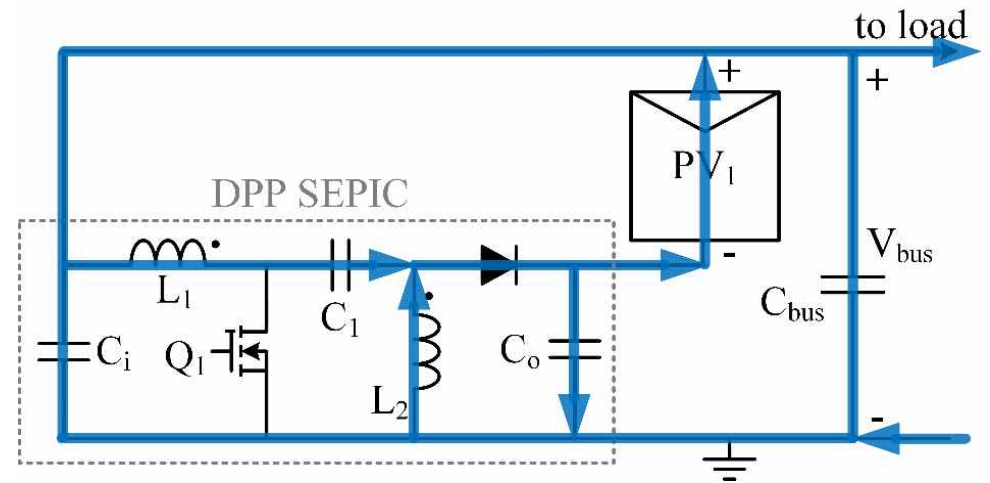 to load
+
+
PV1
DPP SEPIC
-
Vbus
L1
C1
Cbus
Ci
Q1
Co
L2
-